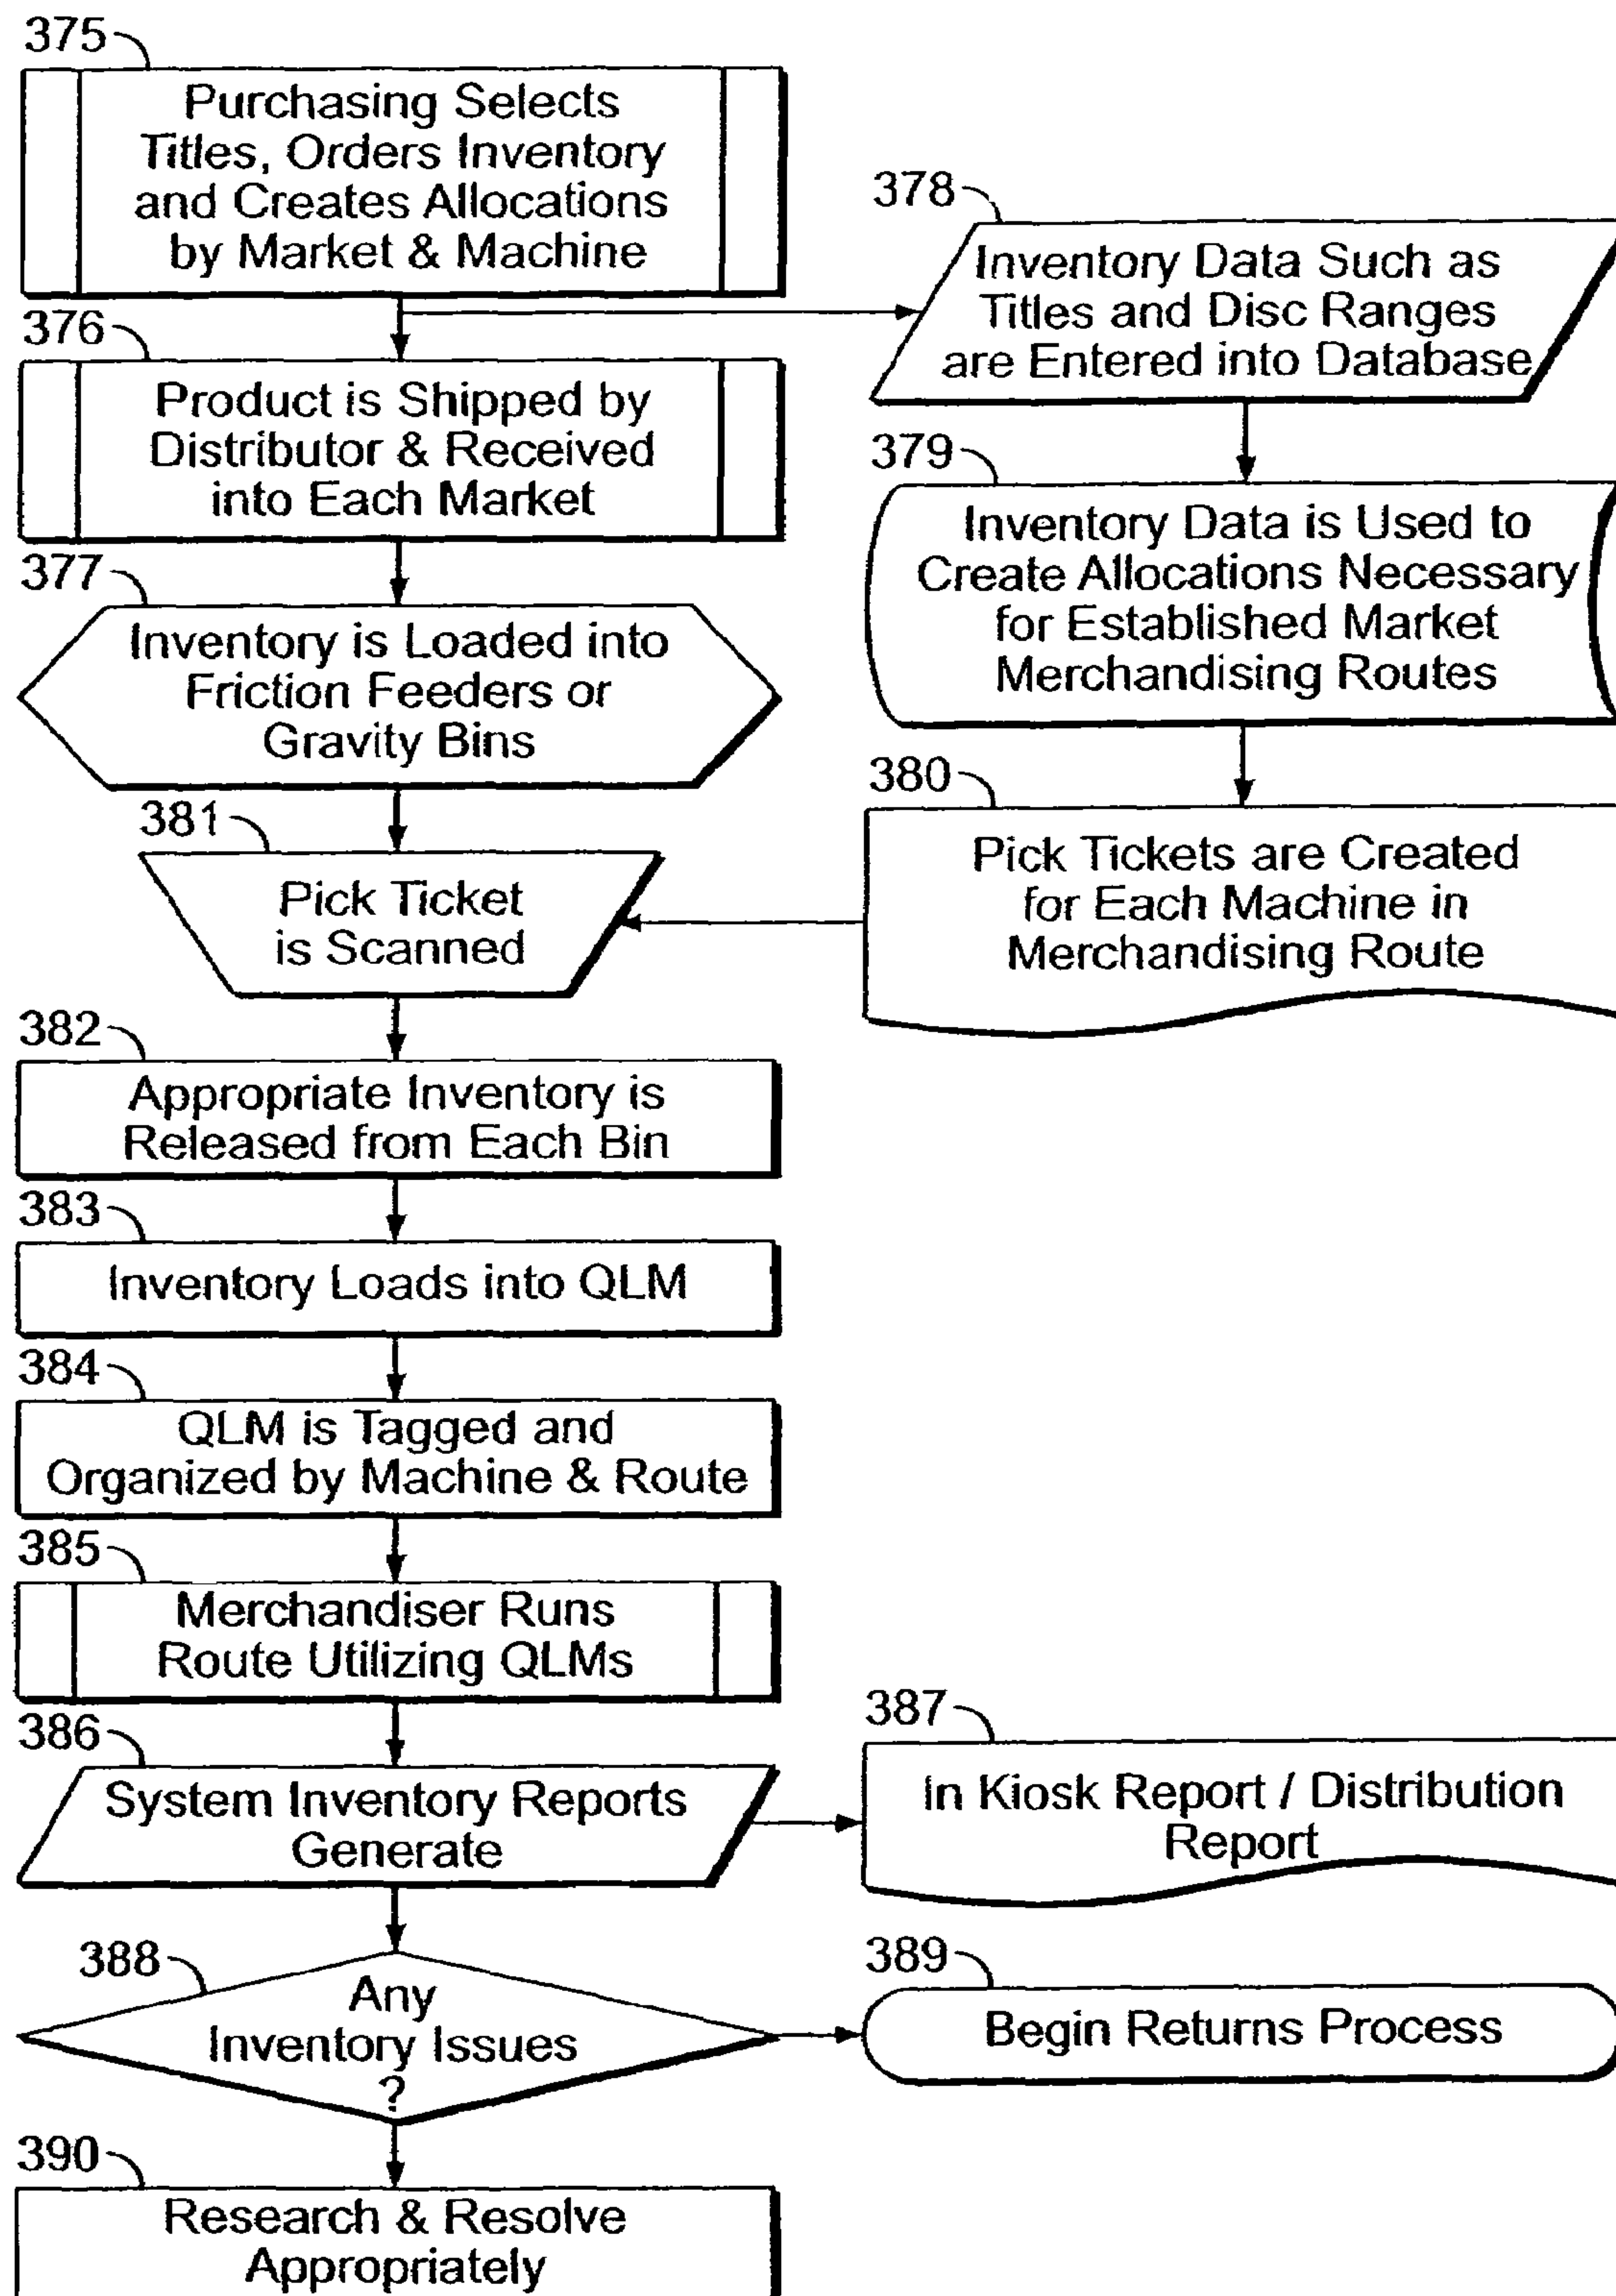 375
Purchasing Selects
Titles, Orders Inventory
and Creates Allocations
by Market & Machine
376
Product is Shipped by
Distributor & Received
into Each Market
377
Inventory is Loaded into
Friction Feeders or
Gravity Bins
378
Inventory Data Such as
Titles and Disc Ranges
are Entered into Database
379
Inventory Data is Used to
Create Allocations Necessary
for Established Market
Merchandising Routes
380
Pick Tickets are Created
for Each Machine in
Merchandising Route
381
Pick Ticket
is Scanned
382
Appropriate Inventory is
Released from Each Bin
383
Inventory Loads into QLM
384
QLM is Tagged and
Organized by Machine & Route
385
Merchandiser Runs
Route Utilizing QLMs
386
System Inventory Reports
Generate
387
In Kiosk Report / Distribution
Report
388
Any
Inventory Issues
?
389
Begin Returns Process
390
Research & Resolve
Appropriately